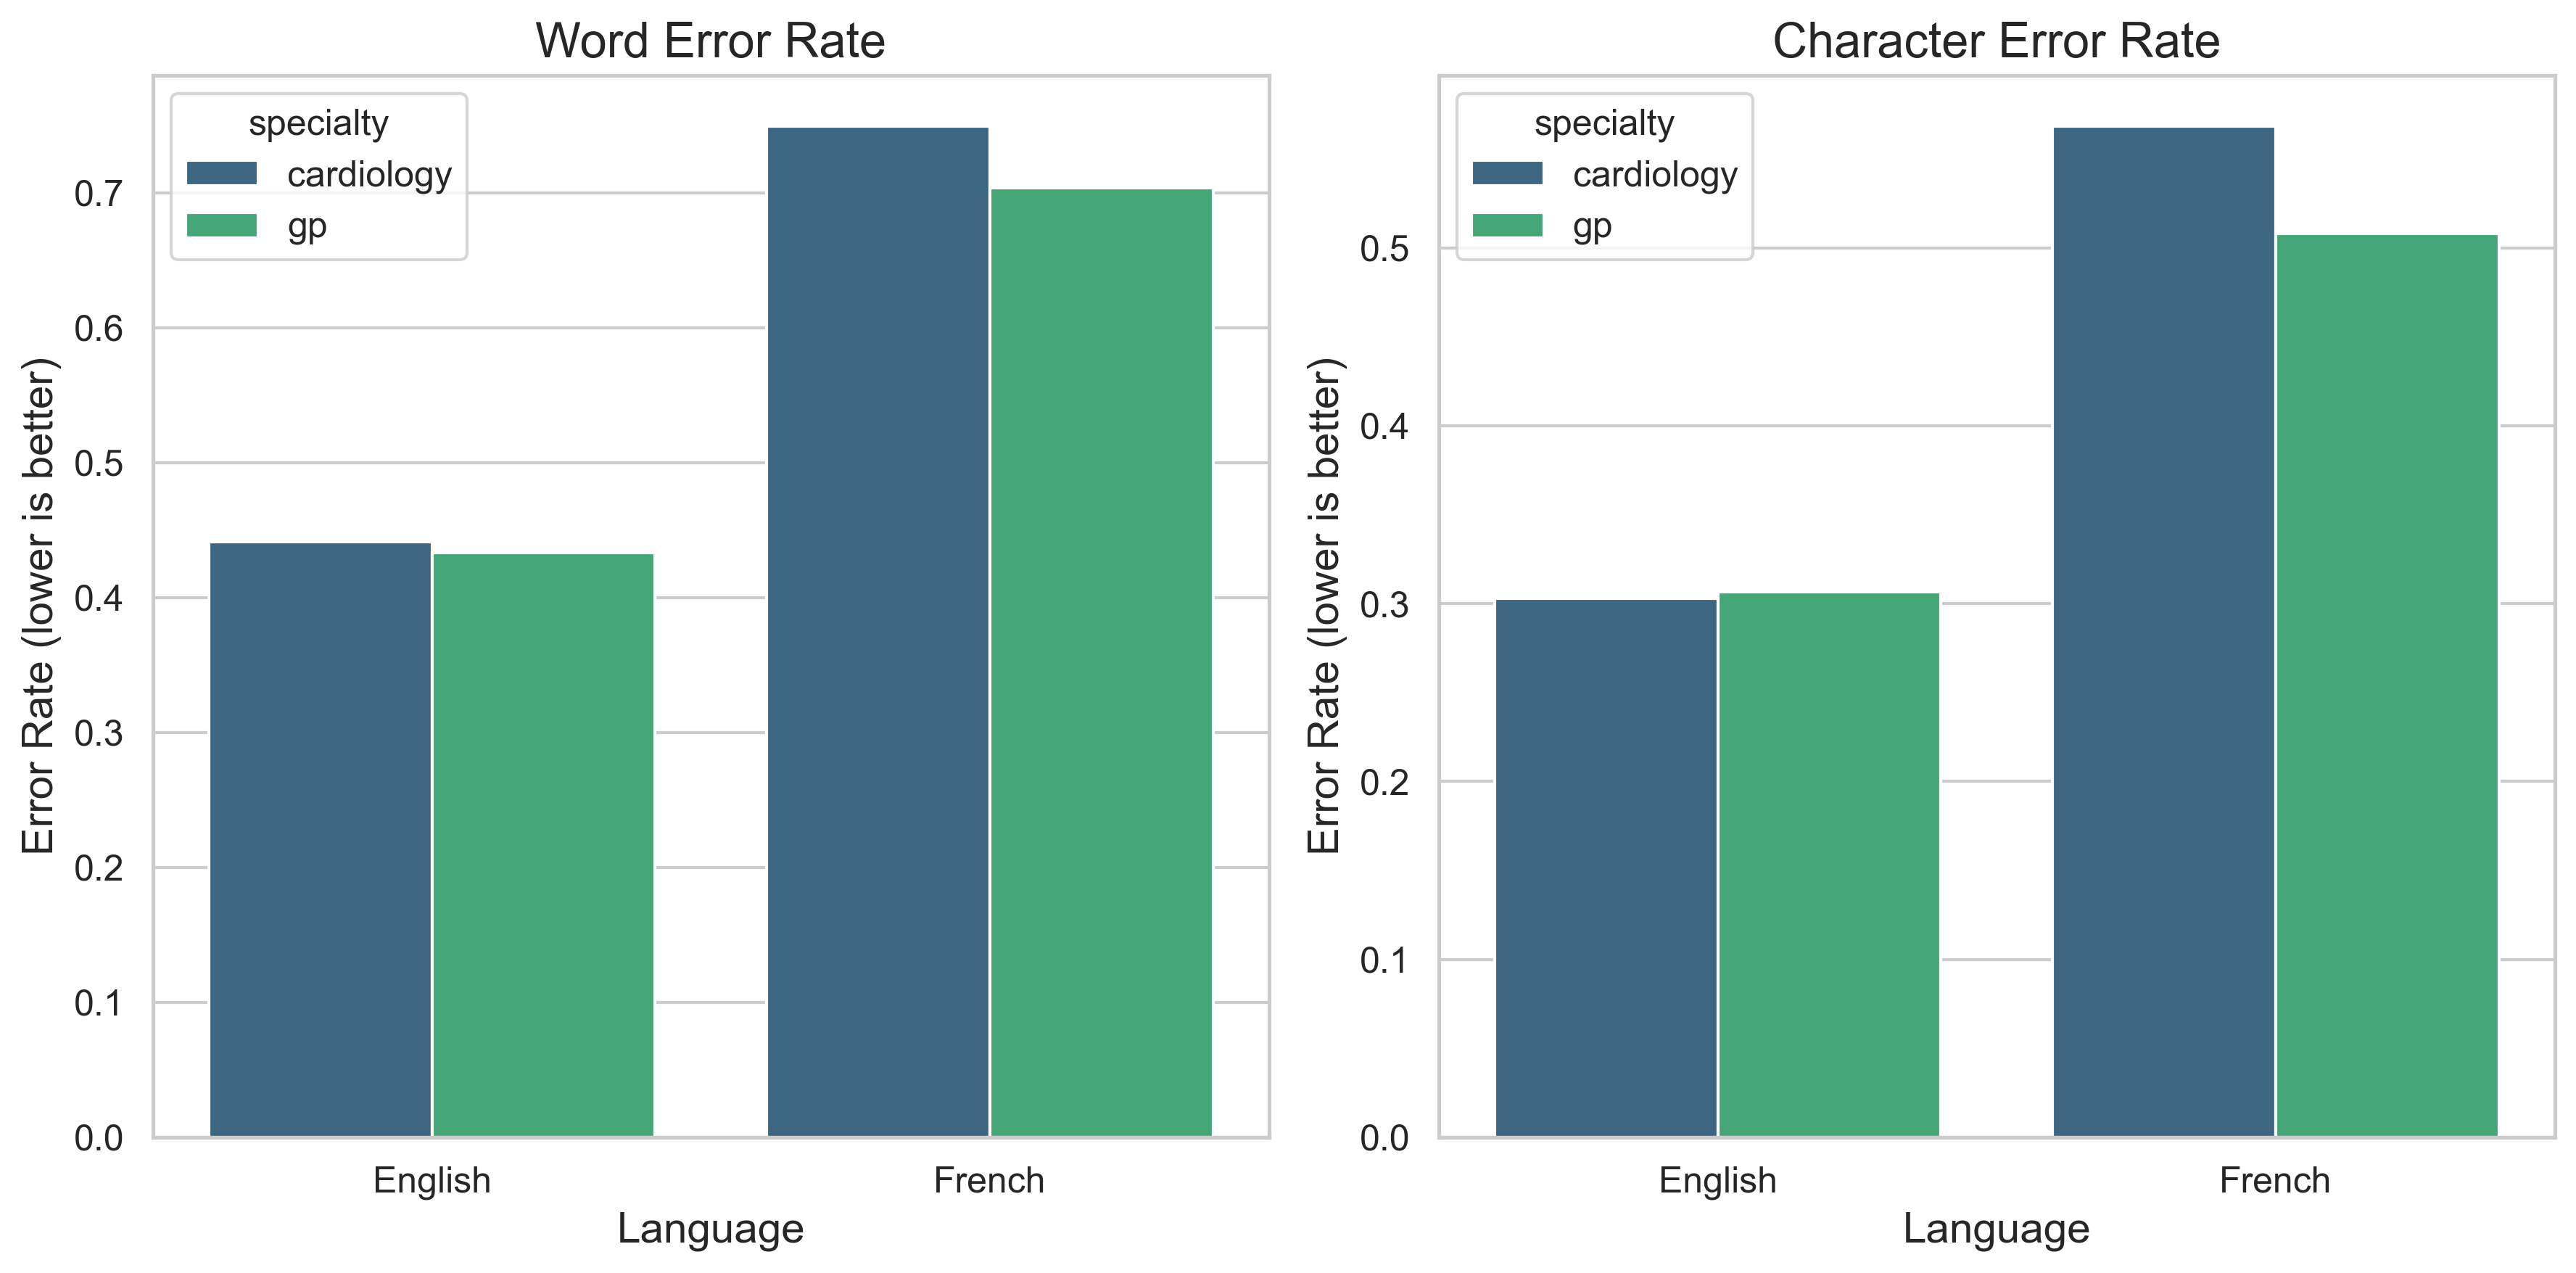 Word Error Rate
specialty
cardiology
gp
Error Rate (lower is better)
0.7
0.6
0.5
0.4
0.3
0.2
0.1
0.0
English French
Language
Character Error Rate
specialty
cardiology
gp
Error Rate (lower is better)
0.5
0.4
0.3
0.2
0.1
0.0
English French
Language